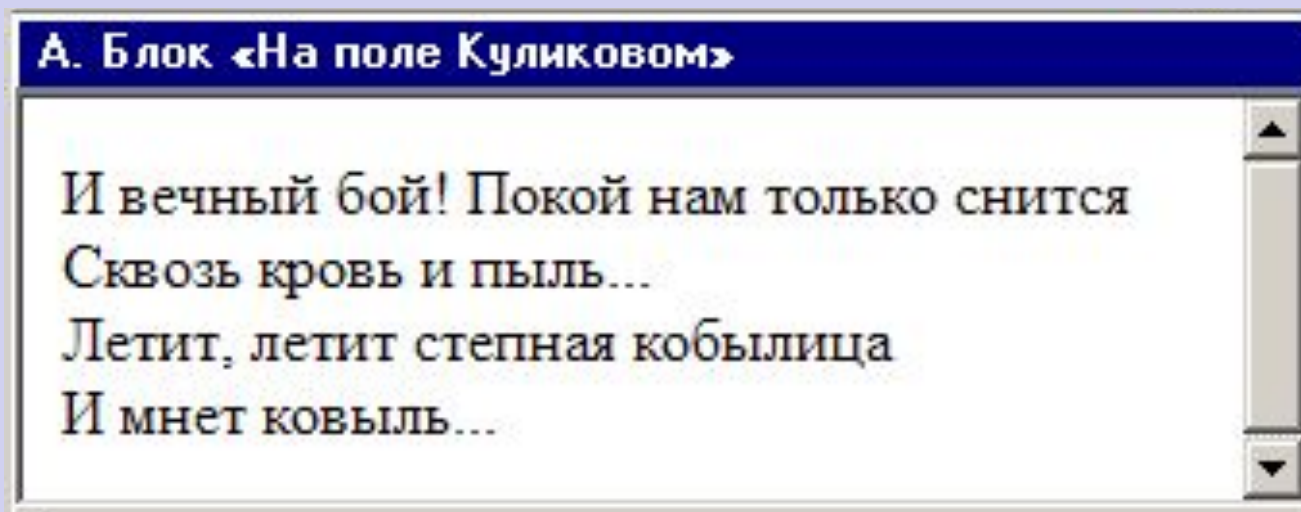 А. Блок «На поле Куликовом»
И вечный бой! Покой нам только снится
Сквозь кровь и пыль...
Летит, летит степная кобылица
И мнет ковыль...